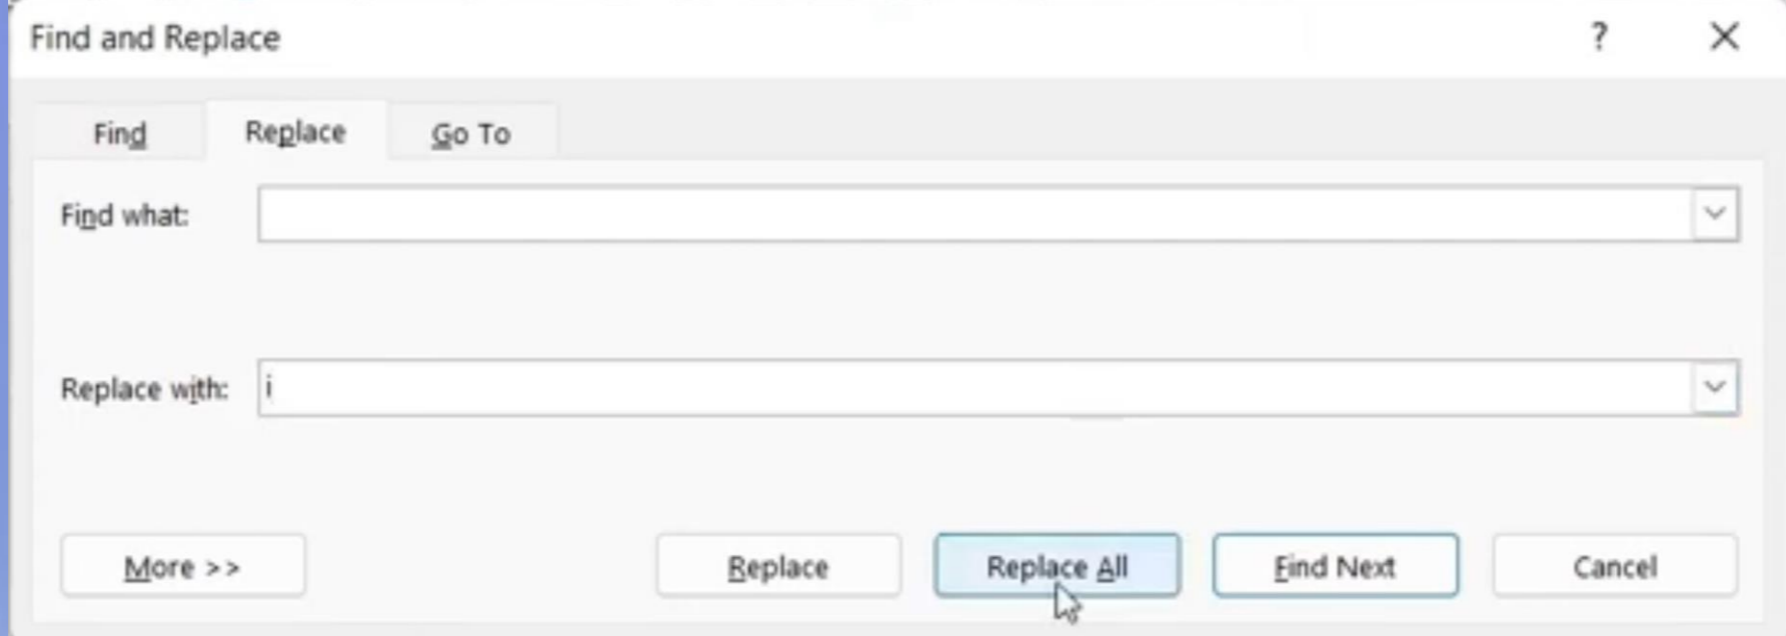 Find and Replace ?
Find Replace Go To
Find what:
Replace with: i
More >> Replace Replace All Find Next Cancel